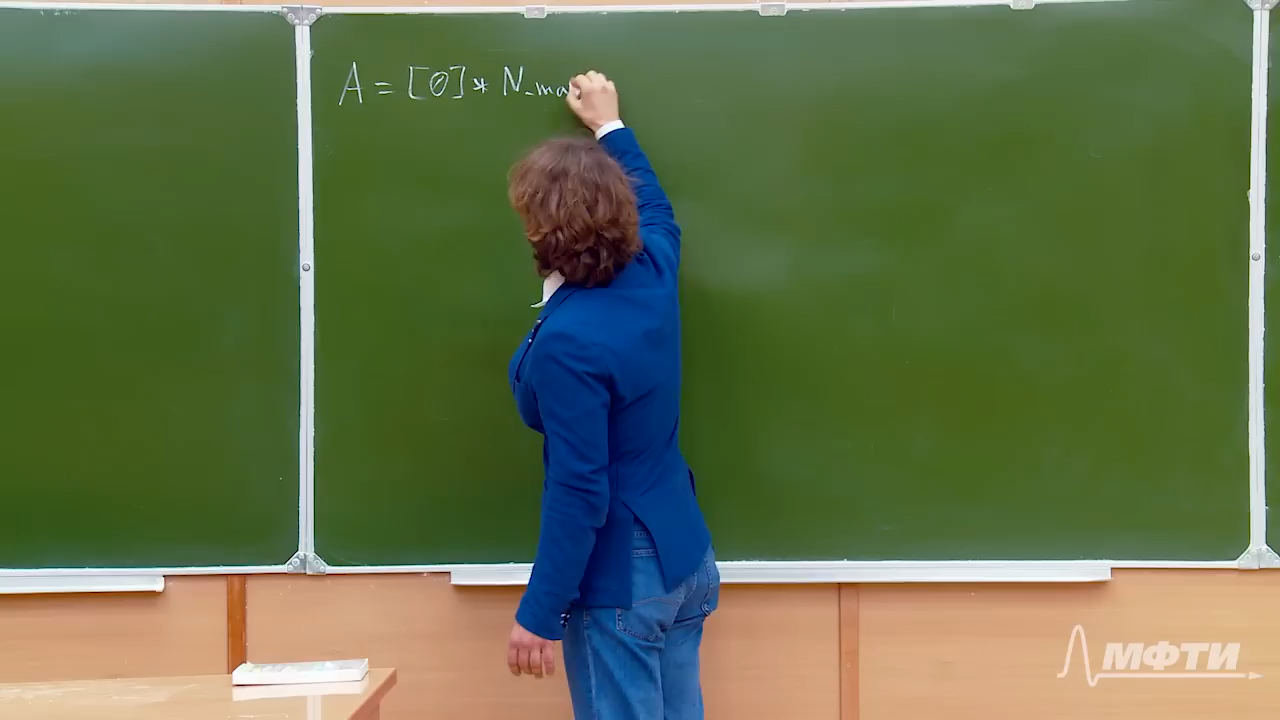 A = [0] * N_ma
МФТИ